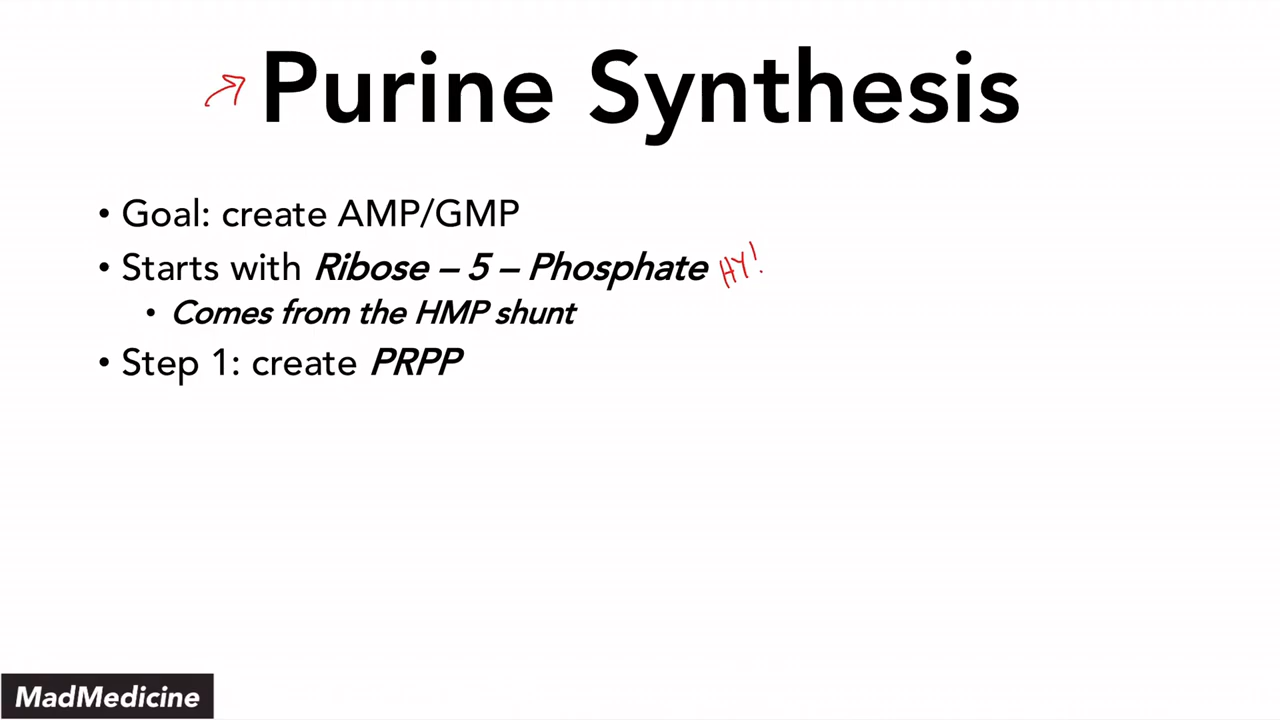 Purine Synthesis
• Goal: create AMP/GMP
• Starts with Ribose – 5 – Phosphate HY!
• Comes from the HMP shunt
• Step 1: create PRPP
MadMedicine